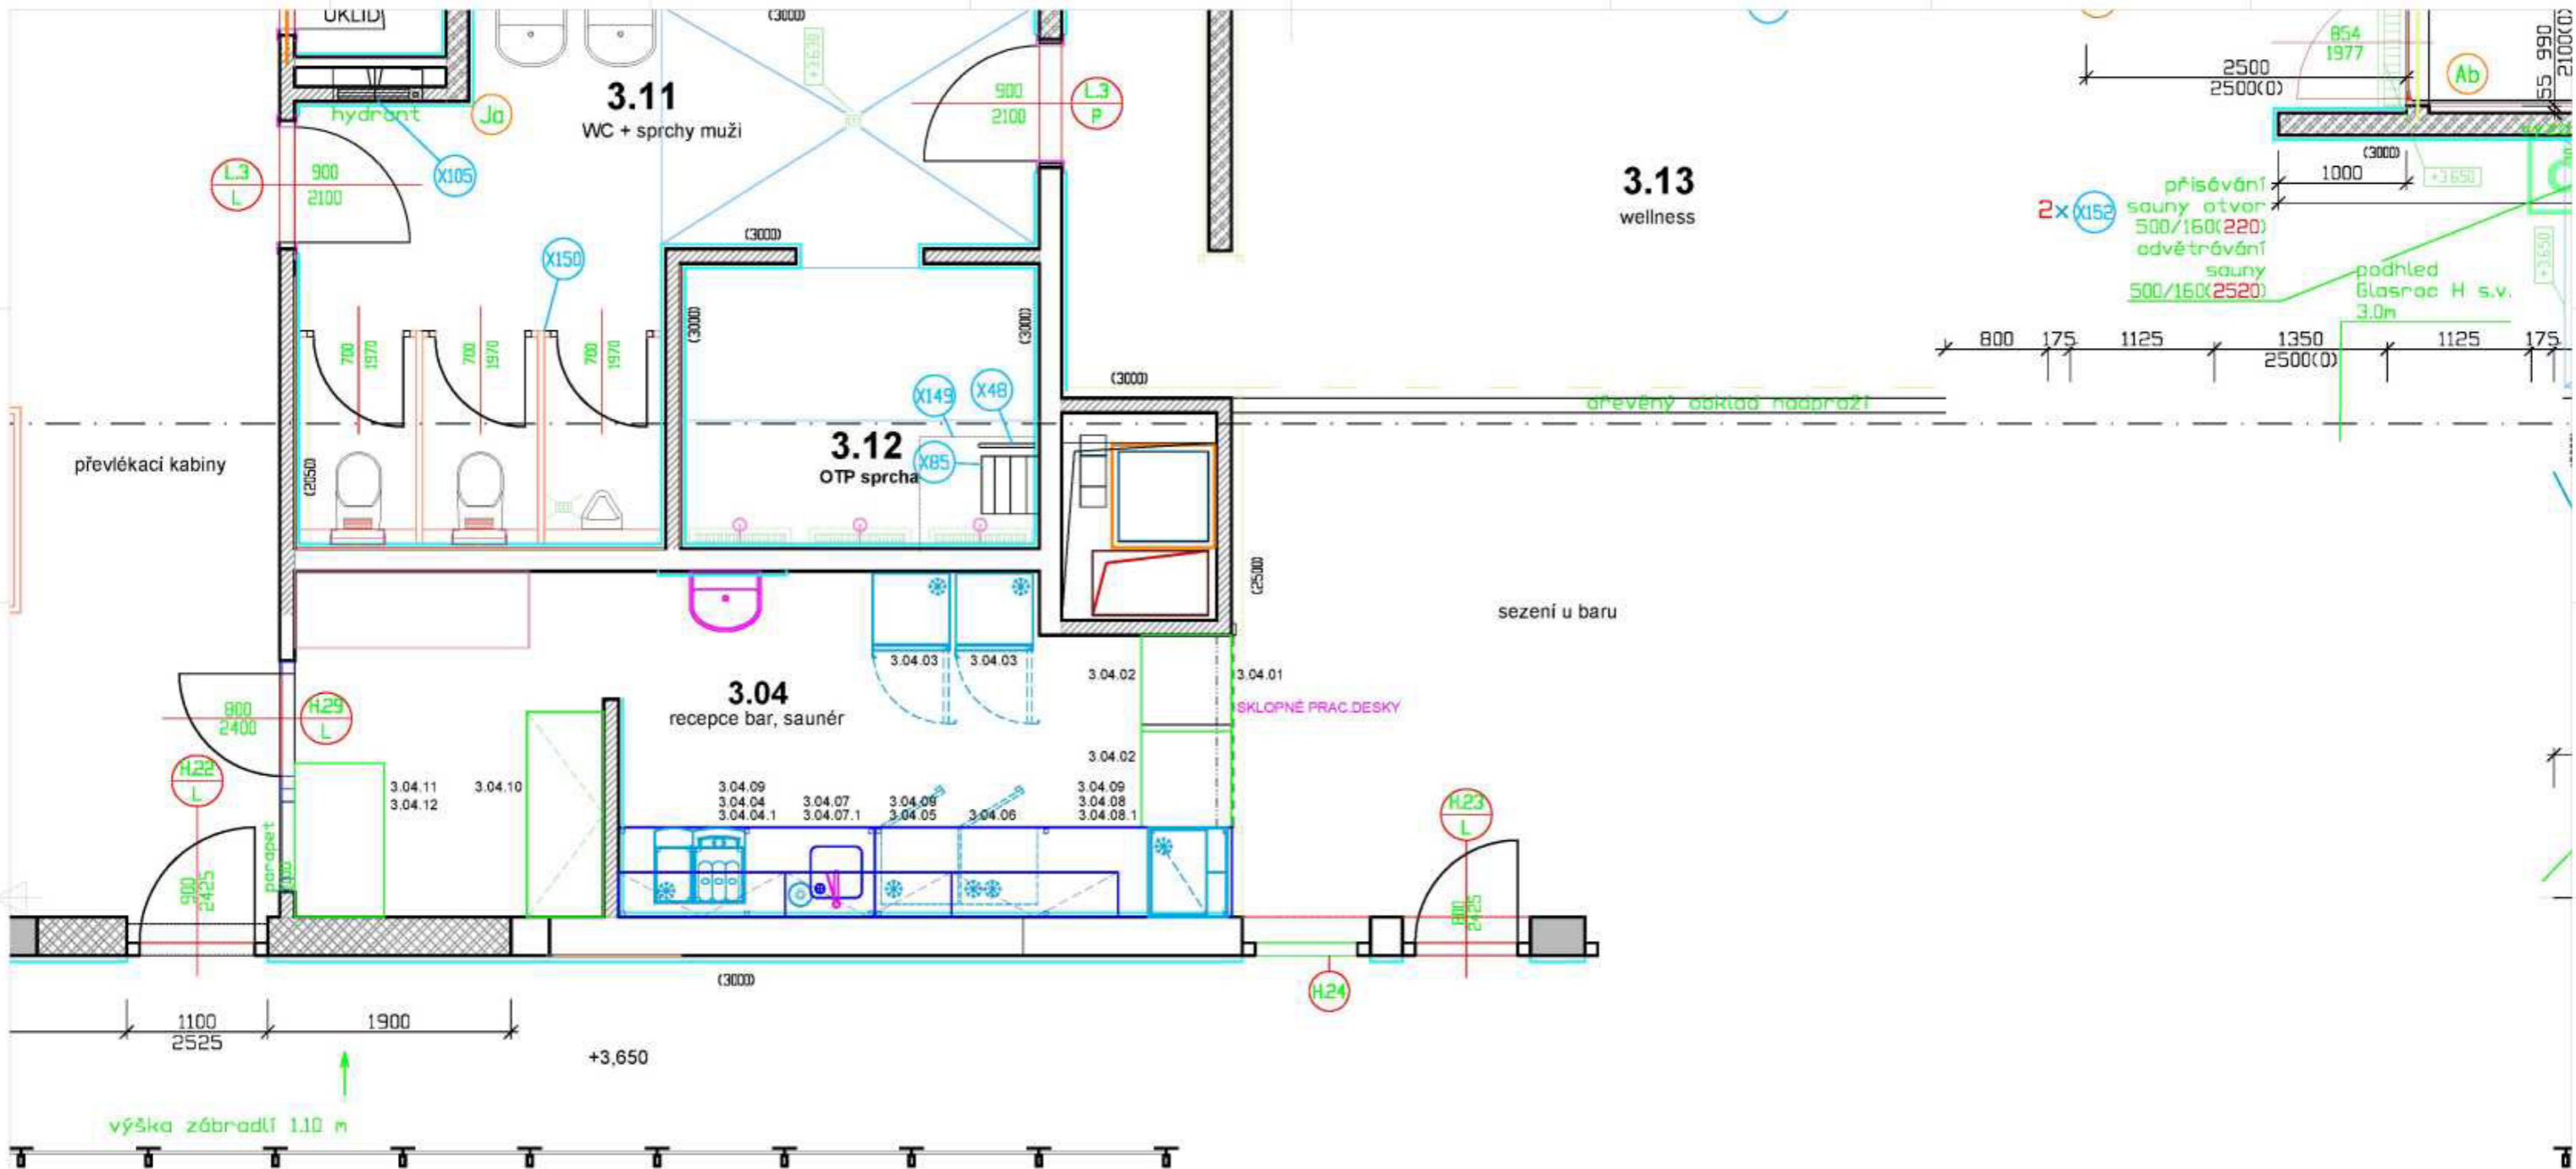 ÚKLID
(3000)
+3.630
3.11
WC + sprchy muži
hydrant
Ja
X105
L.3
L
900
2100
900
2100
L.3
P
X150
(3000)
700
1970
700
1970
700
1970
(3000)
(3000)
(2050)
X149
X48
X85
3.12
OTP sprcha
převlékací kabiny
3.13
wellness
(3000)
dřevěný obklad nadpraží
854
1977
2500
2500(0)
Ab
990
2100(0)
(3000)
1000
+3.650
+3.650
2x X152
přisávání
sauny otvor
500/160(220)
odvětrávání
sauny
500/160(2520)
podhled
Glasroc H s.v.
3.0m
800
175
1125
1350
2500(0)
1125
175
(2500)
sezení u baru
3.04
recepce bar, saunér
3.04.03
3.04.03
3.04.02
3.04.01
SKLOPNÉ PRAC.DESKY
3.04.02
800
2400
H.29
L
H.22
L
900
2425
parapet
3.04.11
3.04.12
3.04.10
3.04.09
3.04.04
3.04.04.1
3.04.07
3.04.07.1
3.04.09
3.04.05
3.04.06
3.04.09
3.04.08
3.04.08.1
H.23
L
800
2425
H.24
(3000)
1100
2525
1900
+3,650
výška zábradlí 1.10 m